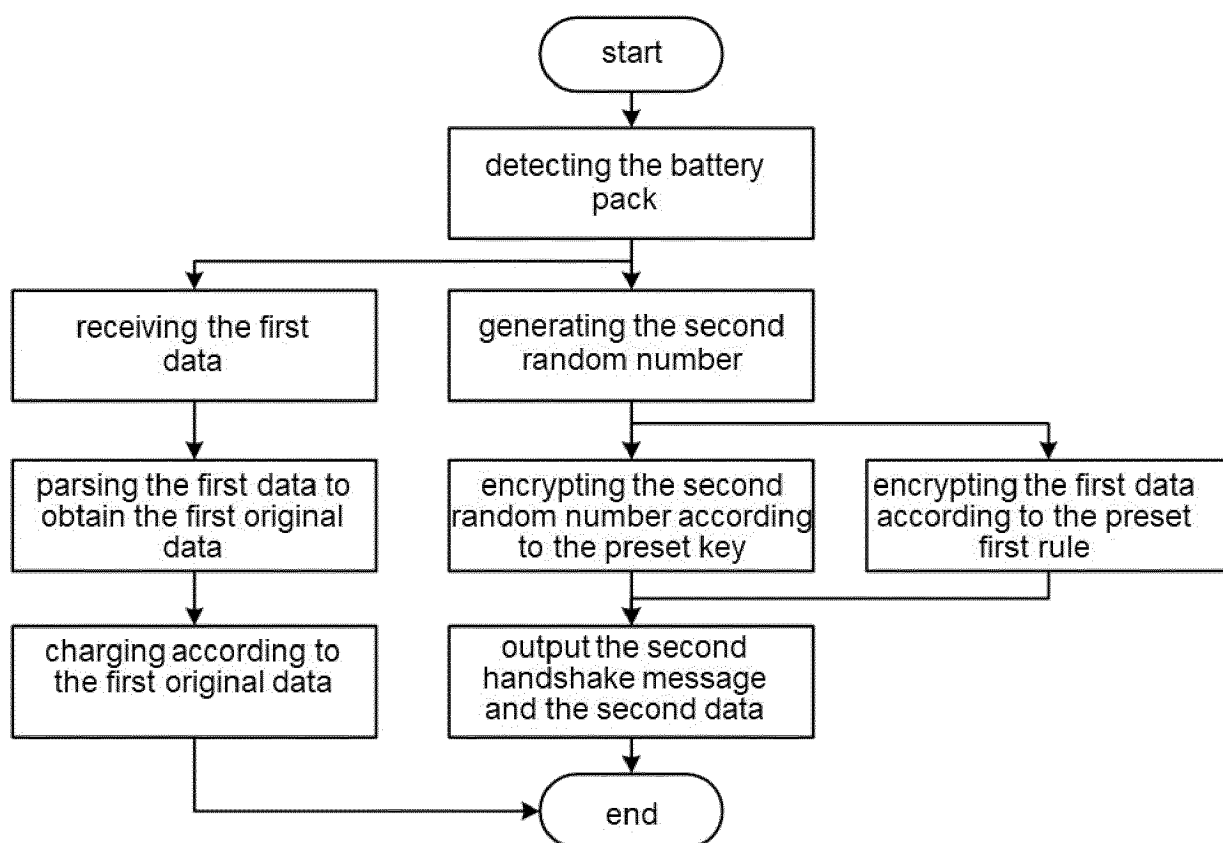 start
detecting the battery
pack
receiving the first
data
generating the second
random number
parsing the first data to
obtain the first original
data
encrypting the second
random number according
to the preset key
encrypting the first data
according to the preset
first rule
charging according to
the first original data
output the second
handshake message
and the second data
end